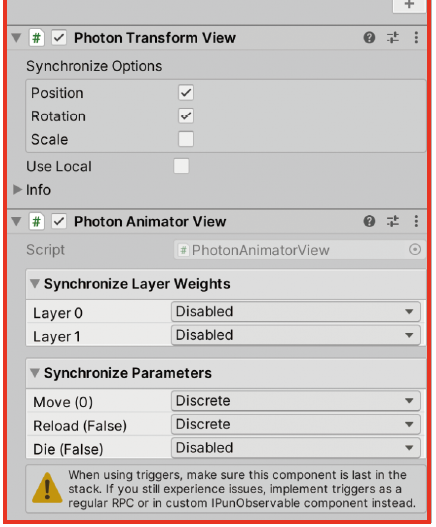 +
# Photon Transform View
Synchronize Options
Position
Rotation
Scale
Use Local
Info
# Photon Animator View
Script # PhotonAnimatorView
Synchronize Layer Weights
Layer 0 Disabled
Layer 1 Disabled
Synchronize Parameters
Move (0) Discrete
Reload (False) Discrete
Die (False) Disabled
When using triggers, make sure this component is last in the
stack. If you still experience issues, implement triggers as a
regular RPC or in custom IPunObservable component instead.